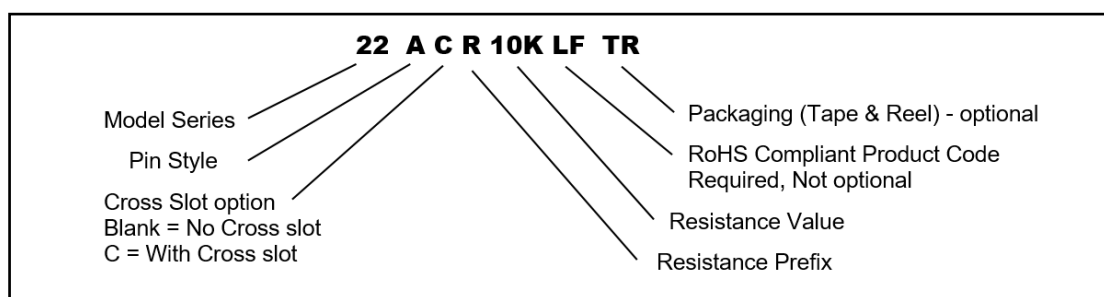 22 A C R 10K LF TR
Model Series
Pin Style
Cross Slot option
Blank = No Cross slot
C = With Cross slot
Packaging (Tape & Reel) - optional
RoHS Compliant Product Code
Required, Not optional
Resistance Value
Resistance Prefix